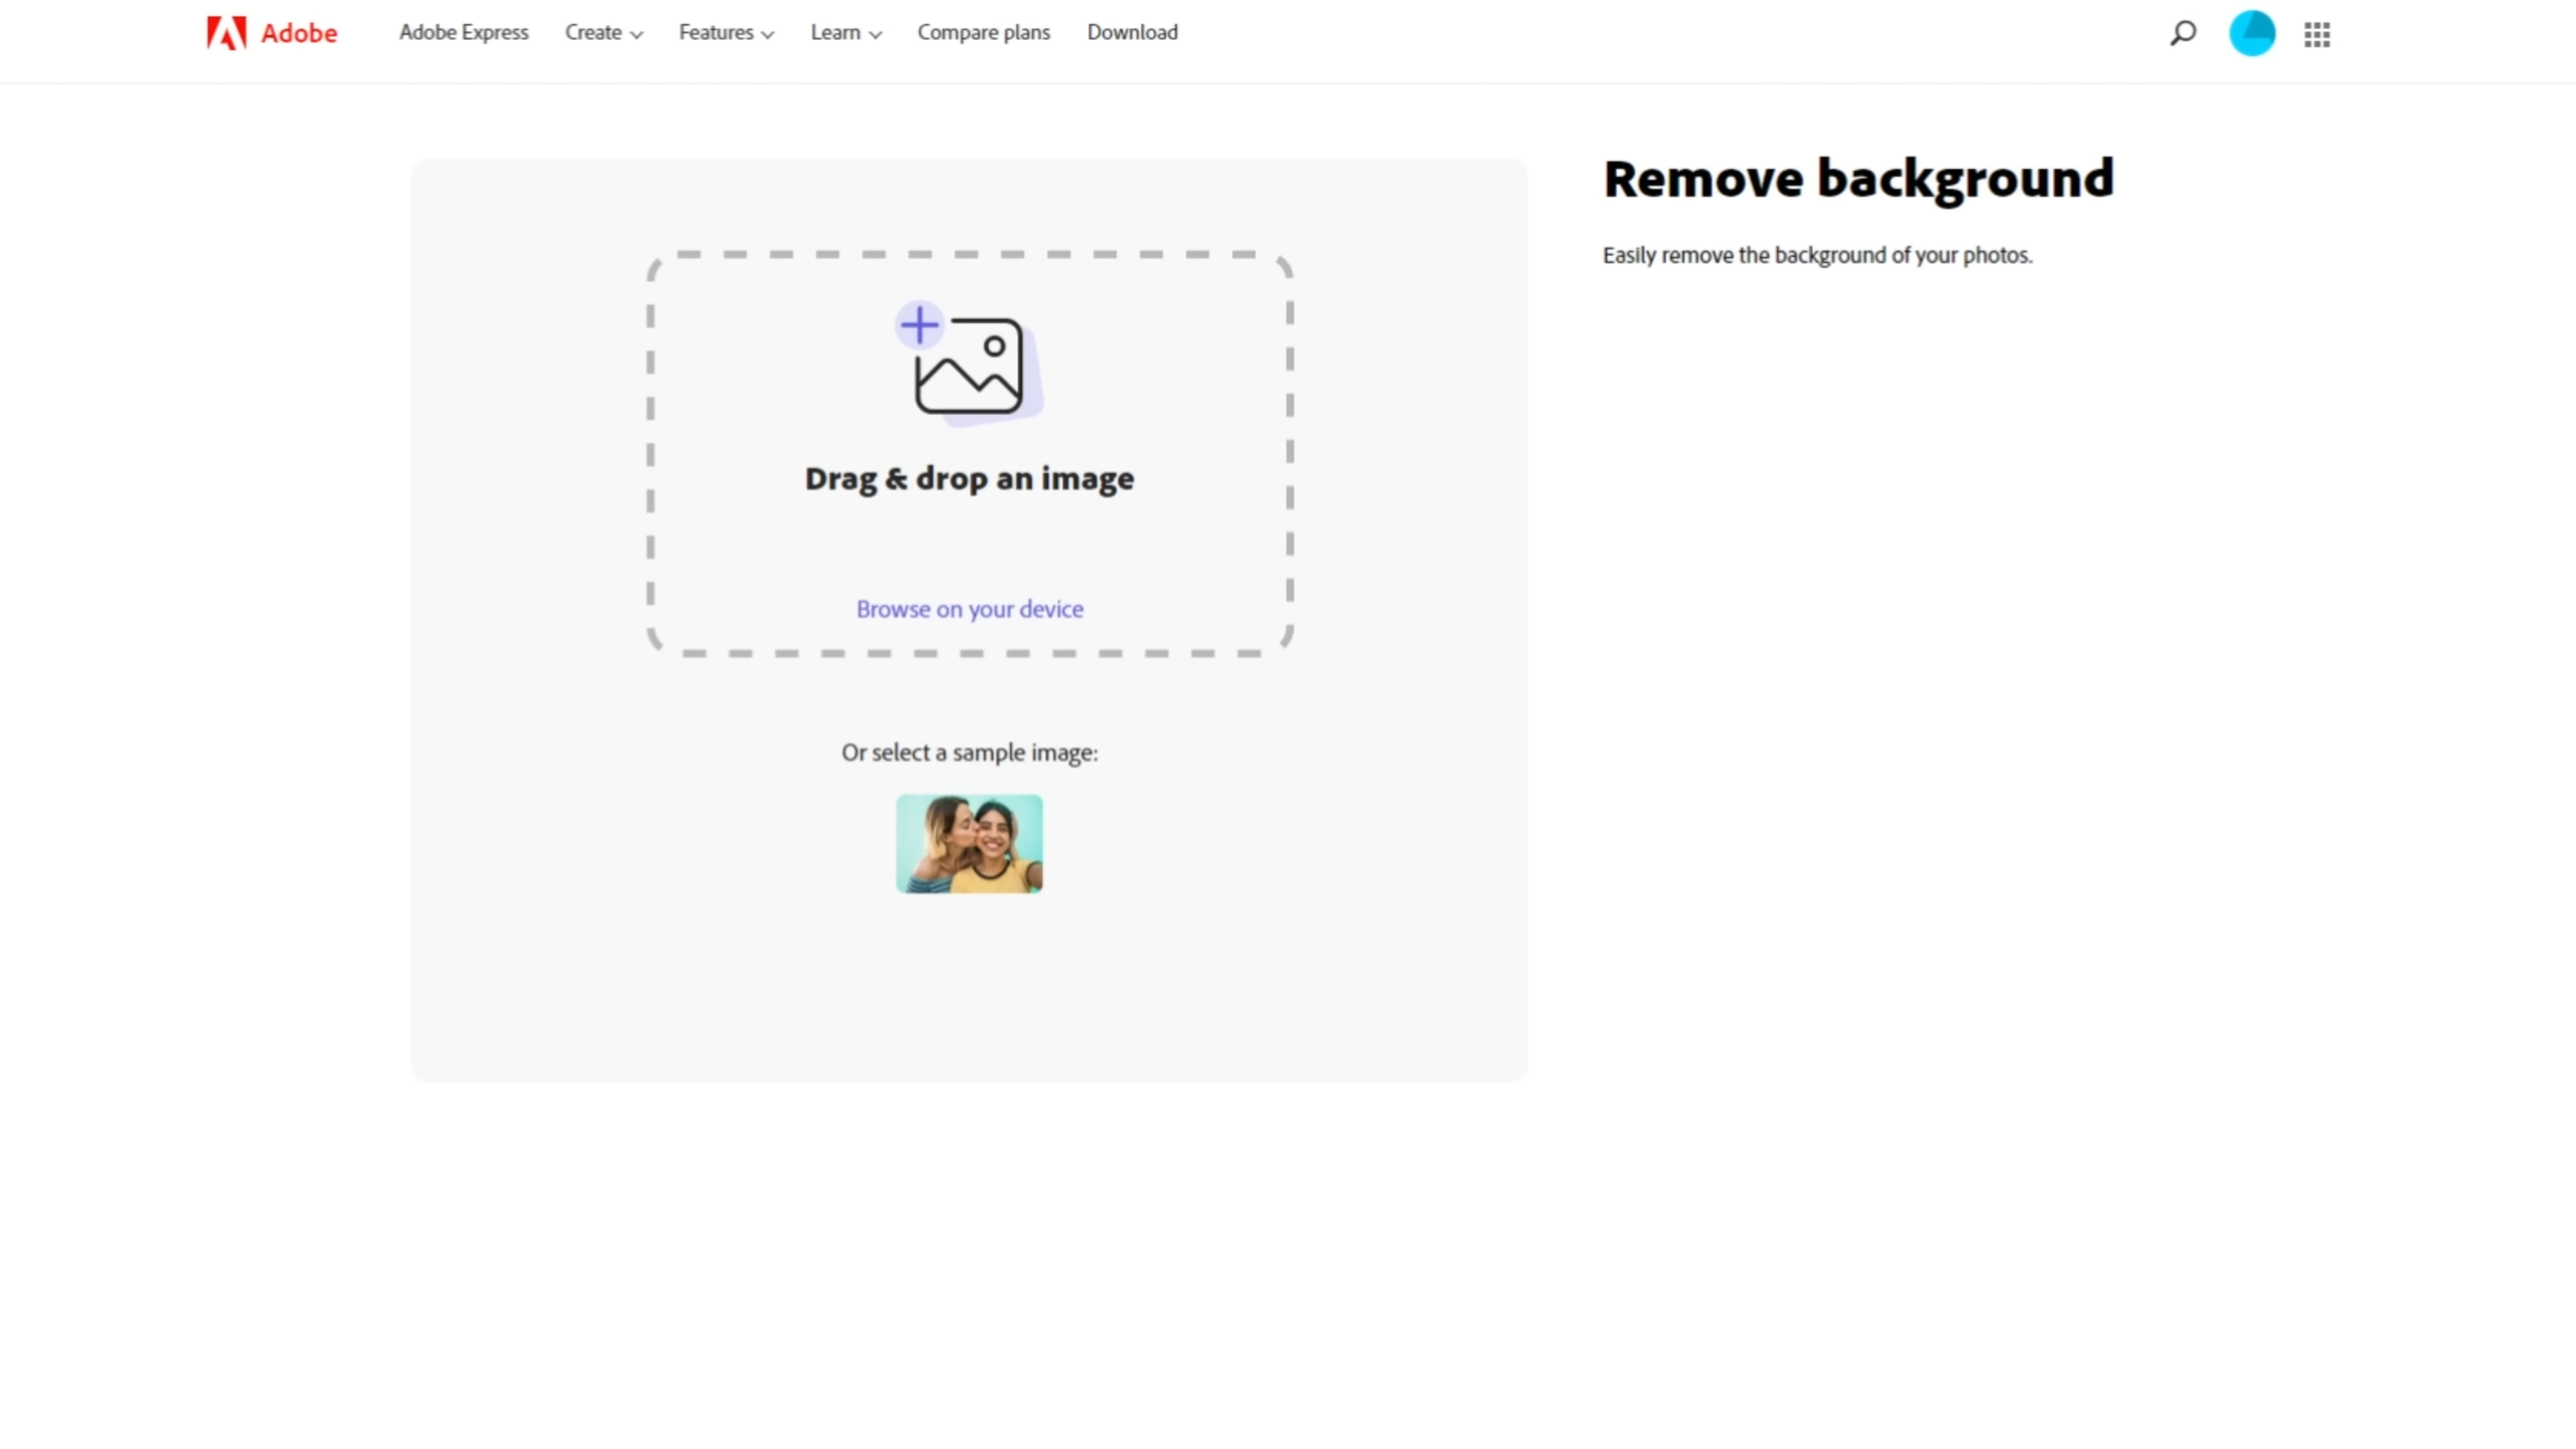 Adobe
Adobe Express
Create
Features
Learn
Compare plans
Download
Remove background
Easily remove the background of your photos.
Drag & drop an image
Browse on your device
Or select a sample image: